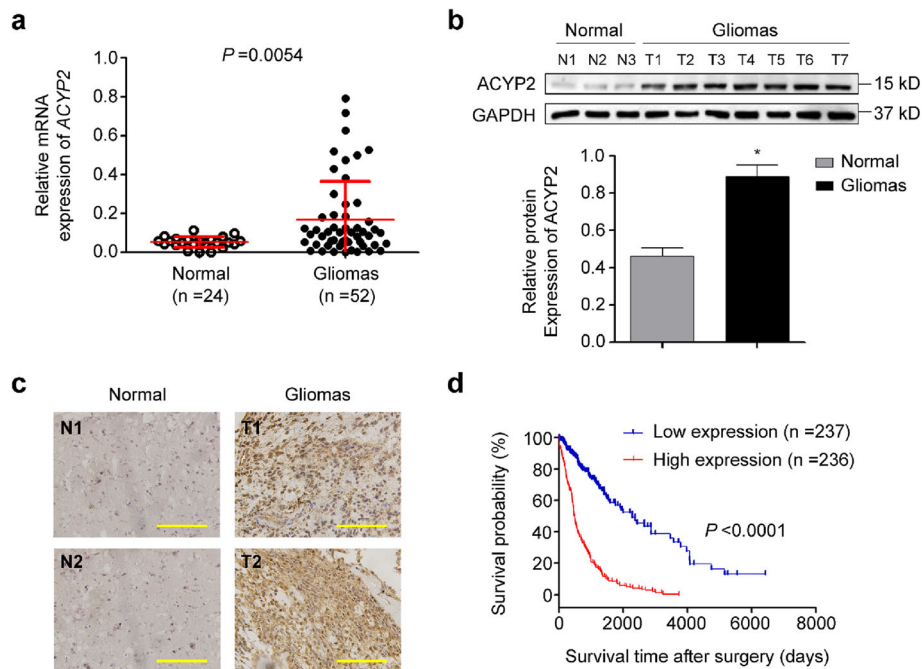 a
P =0.0054
Relative mRNA
expression of ACYP2
1.0
0.8
0.6
0.4
0.2
0.0
Normal
(n =24)
Gliomas
(n =52)
b
Normal
Gliomas
N1 N2 N3 T1 T2 T3 T4 T5 T6 T7
ACYP2
15 kD
GAPDH
37 kD
Relative protein
Expression of ACYP2
1.0
0.8
0.6
0.4
0.2
0.0
*
Normal
Gliomas
c
Normal
Gliomas
N1
T1
N2
T2
d
Survival probability (%)
100
80
60
40
20
0
Low expression (n =237)
High expression (n =236)
P <0.0001
0 2000 4000 6000 8000
Survival time after surgery (days)